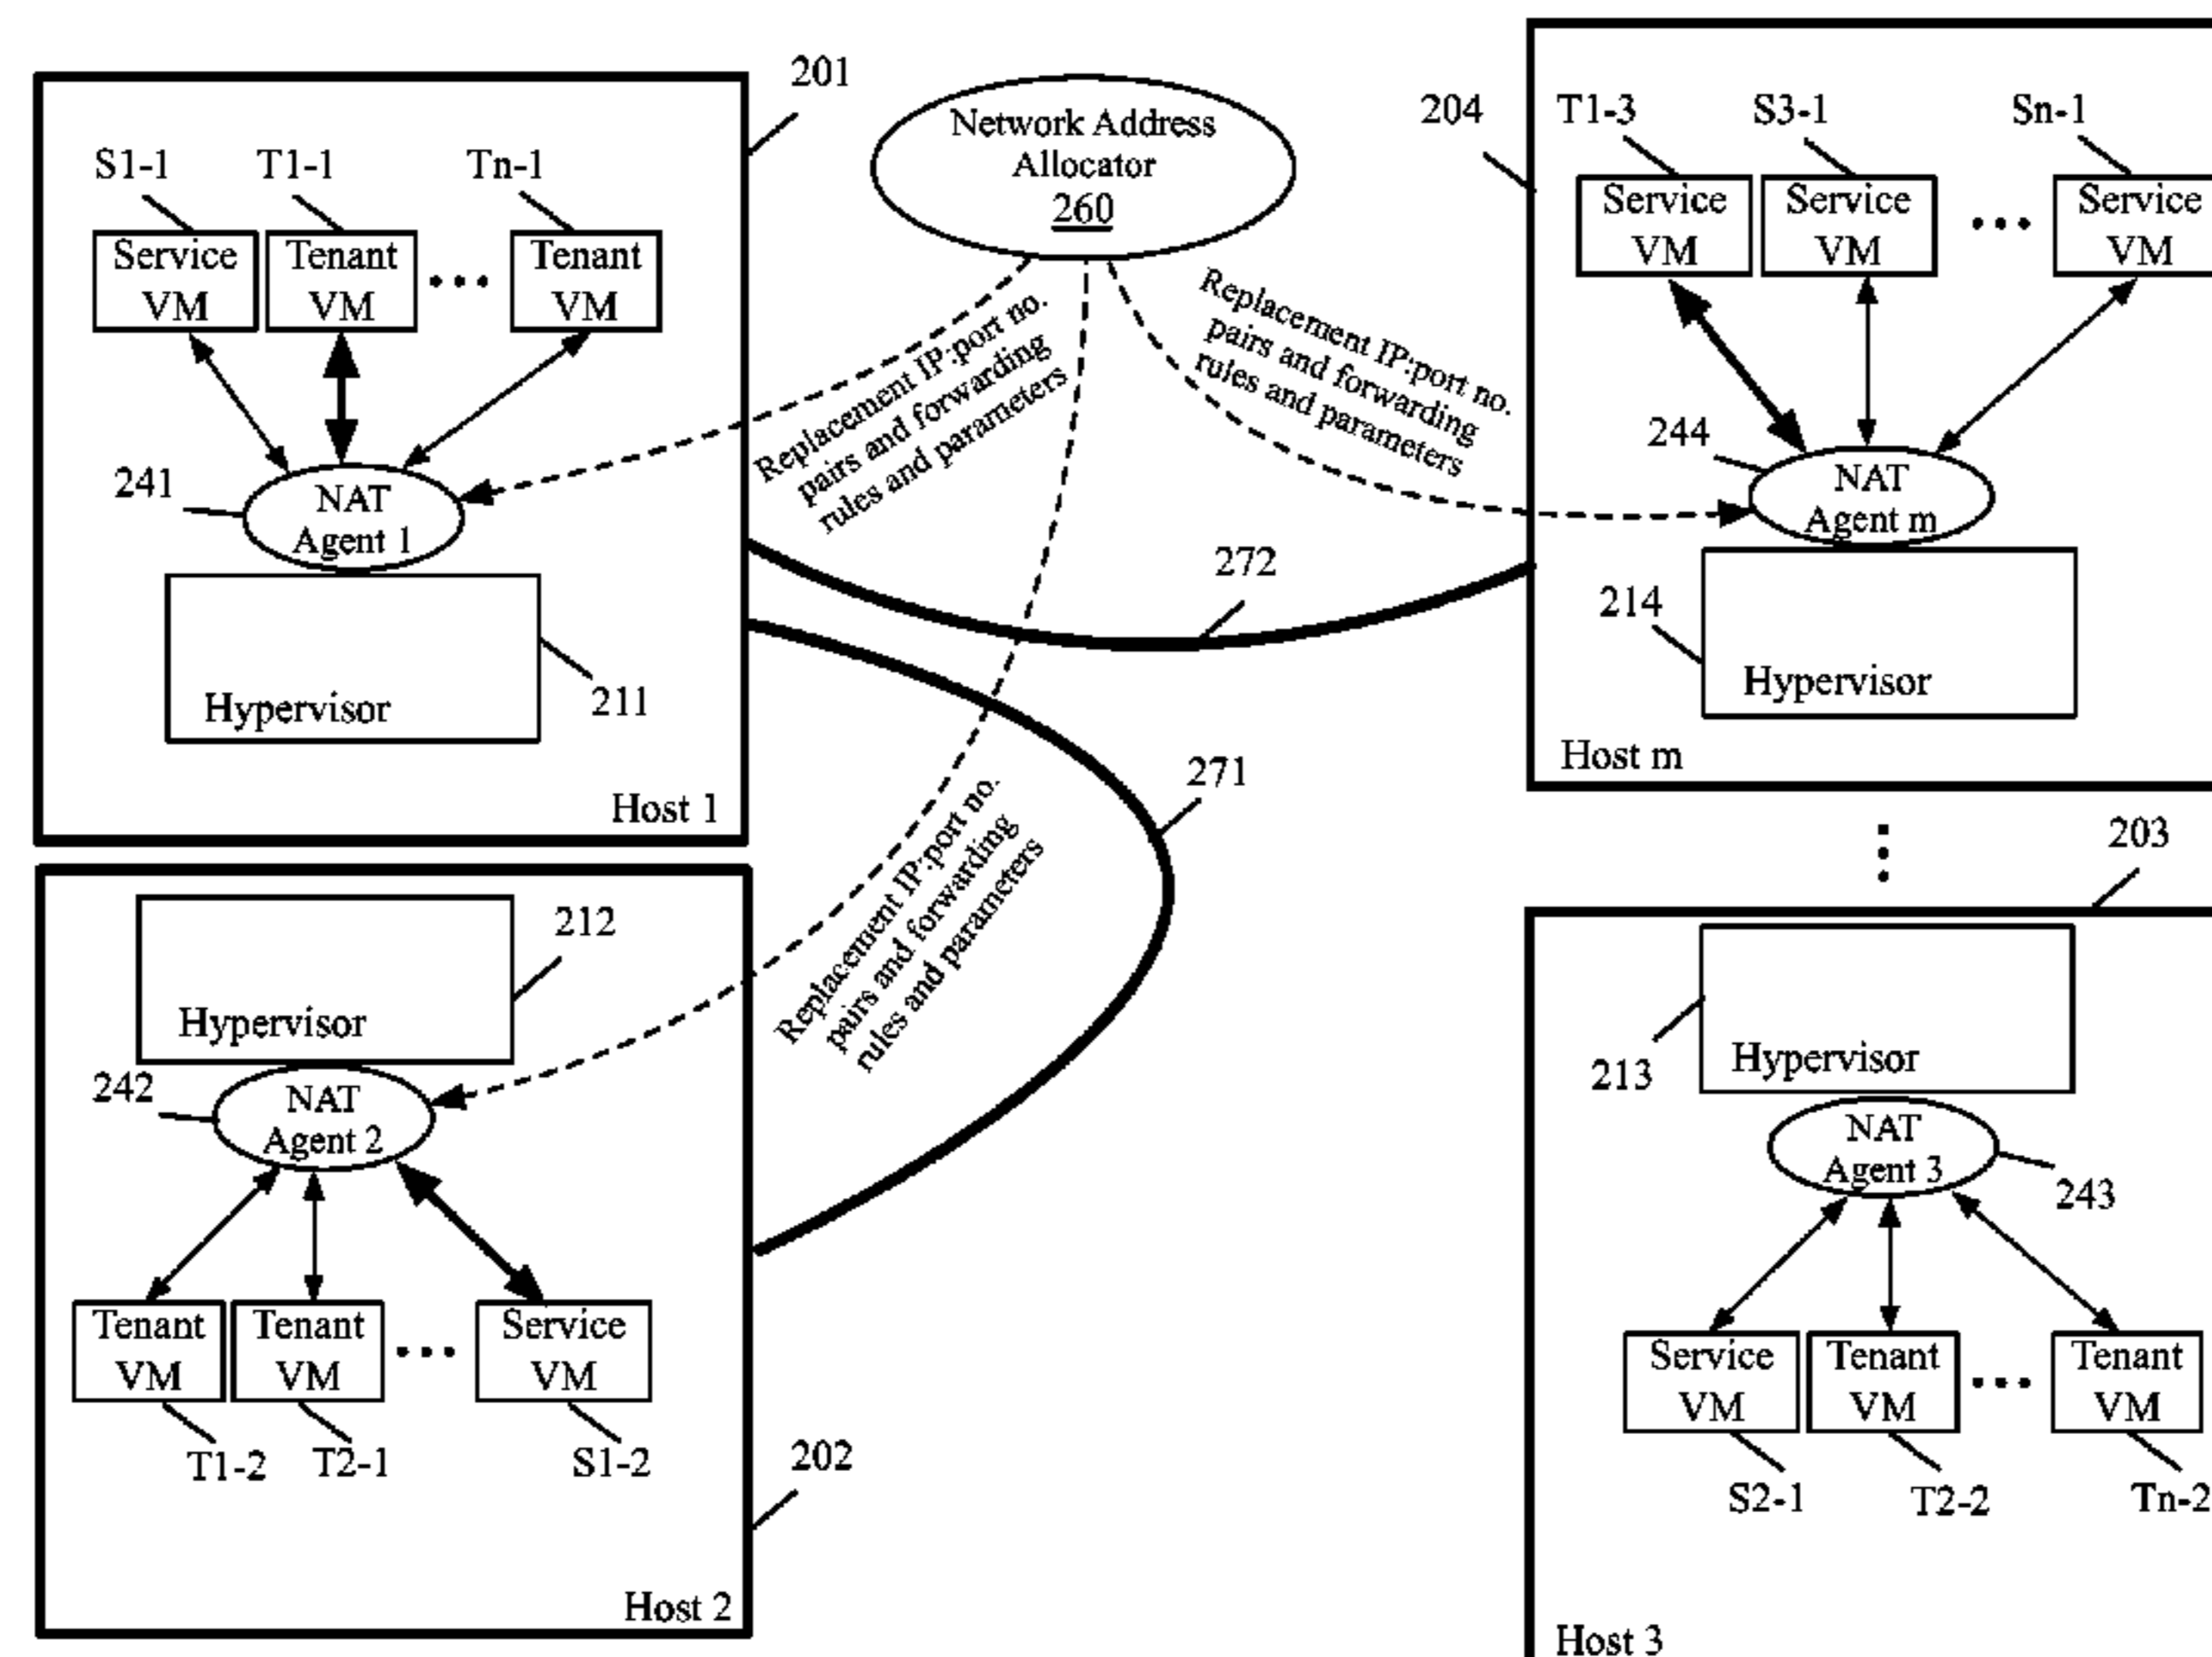 201
S1-1 T1-1 Tn-1
Service
VM
Tenant
VM
...
Tenant
VM
241
NAT
Agent 1
Hypervisor
211
Host 1
Network Address
Allocator
260
Replacement IP:port no.
pairs and forwarding
rules and parameters
Replacement IP:port no.
pairs and forwarding
rules and parameters
Replacement IP:port no.
pairs and forwarding
rules and parameters
272
271
204
T1-3 S3-1 Sn-1
Service
VM
Service
VM
...
Service
VM
244
NAT
Agent m
214
Hypervisor
Host m
212
Hypervisor
242
NAT
Agent 2
Tenant
VM
Tenant
VM
...
Service
VM
T1-2 T2-1 S1-2
202
Host 2
203
213
Hypervisor
NAT
Agent 3
243
Service
VM
Tenant
VM
...
Tenant
VM
S2-1 T2-2 Tn-2
Host 3